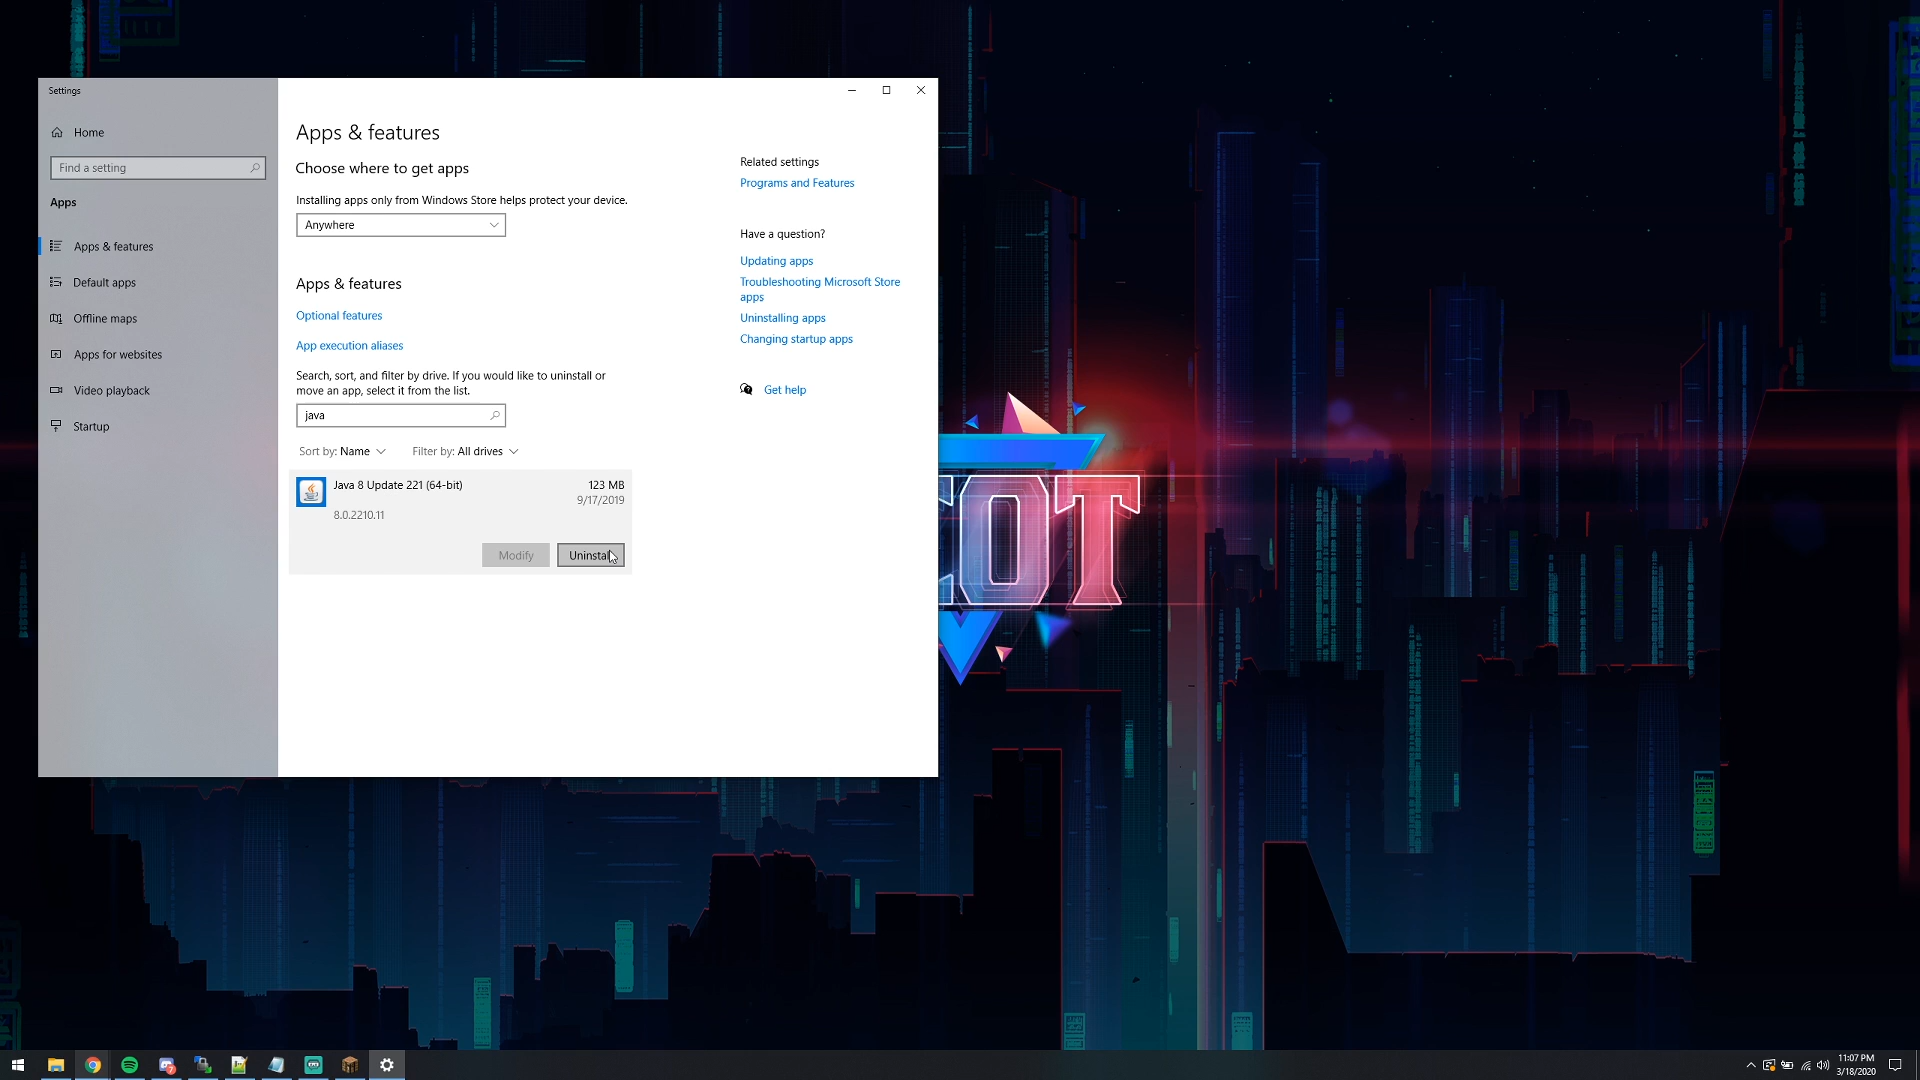 Settings
Home
Find a setting
Apps
Apps & features
Default apps
Offline maps
Apps for websites
Video playback
Startup
Apps & features
Choose where to get apps
Installing apps only from Windows Store helps protect your device.
Anywhere
Apps & features
Optional features
App execution aliases
Search, sort, and filter by drive. If you would like to uninstall or
move an app, select it from the list.
java
Sort by: Name
Filter by: All drives
Java 8 Update 221 (64-bit)
123 MB
9/17/2019
8.0.2210.11
Modify
Uninstall
Related settings
Programs and Features
Have a question?
Updating apps
Troubleshooting Microsoft Store
apps
Uninstalling apps
Changing startup apps
Get help
OT
7
11:07 PM
3/18/2020